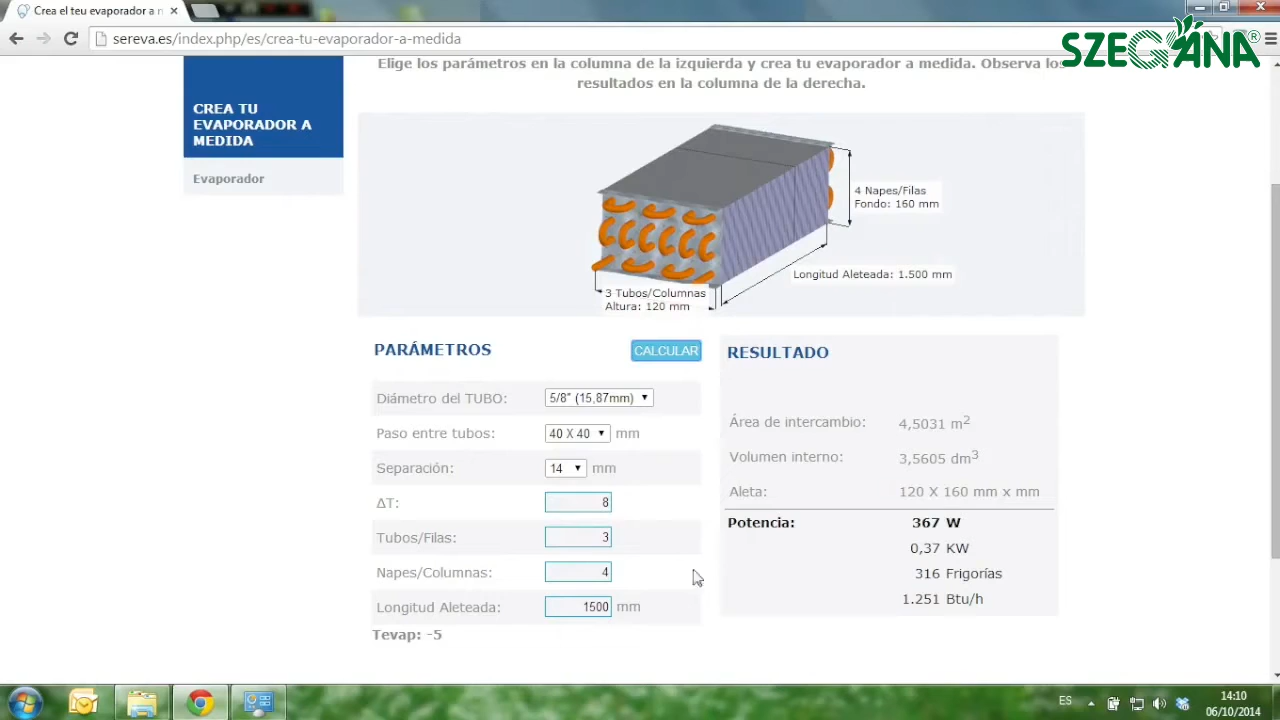 Crea el teu evaporador a n
sereva.es/index.php/es/crea-tu-evaporador-a-medida
SZEGANA®
Elige los parámetros en la columna de la izquierda y crea tu evaporador a medida. Observa los
resultados en la columna de la derecha.
CREA TU
EVAPORADOR A
MEDIDA
Evaporador
4 Napes/Filas
Fondo: 160 mm
Longitud Aleteada: 1.500 mm
3 Tubos/Columnas
Altura: 120 mm
PARÁMETROS
CALCULAR
Diámetro del TUBO: 5/8" (15,87mm)
Paso entre tubos: 40 X 40 mm
Separación: 14 mm
ΔT: 8
Tubos/Filas: 3
Napes/Columnas: 4
Longitud Aleteada: 1500 mm
Tevap: -5
RESULTADO
Área de intercambio: 4,5031 m2
Volumen interno: 3,5605 dm3
Aleta: 120 X 160 mm x mm
Potencia: 367 W
0,37 KW
316 Frigorías
1.251 Btu/h
ES
14:10
06/10/2014